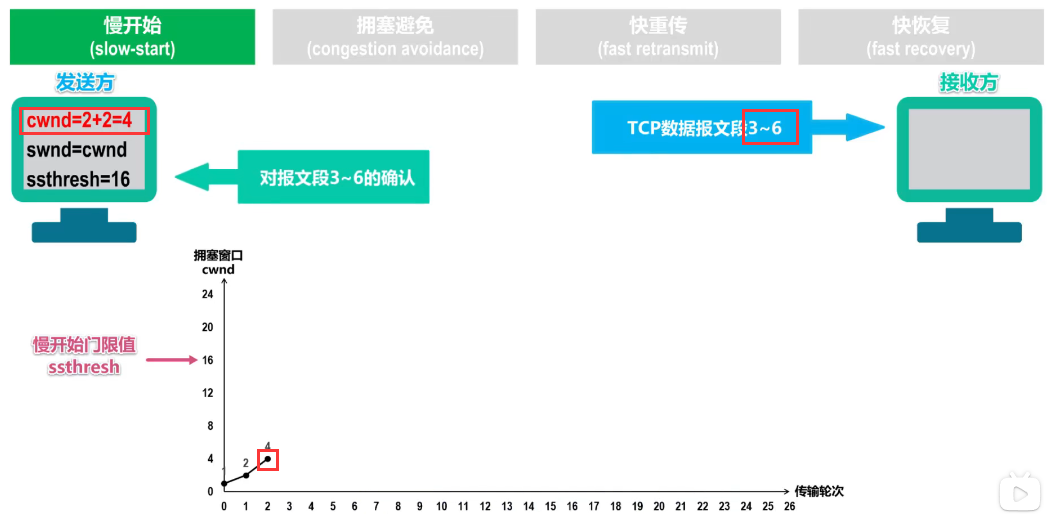 慢开始
(slow-start)
拥塞避免
(congestion avoidance)
快重传
(fast retransmit)
快恢复
(fast recovery)
发送方
接收方
cwnd=2+2=4
swnd=cwnd
ssthresh=16
TCP数据报文段3~6
对报文段3~6的确认
拥塞窗口
cwnd
24
20
慢开始门限值
ssthresh
16
12
8
4
0
1
2
4
0 1 2 3 4 5 6 7 8 9 10 11 12 13 14 15 16 17 18 19 20 21 22 23 24 25 26
传输轮次